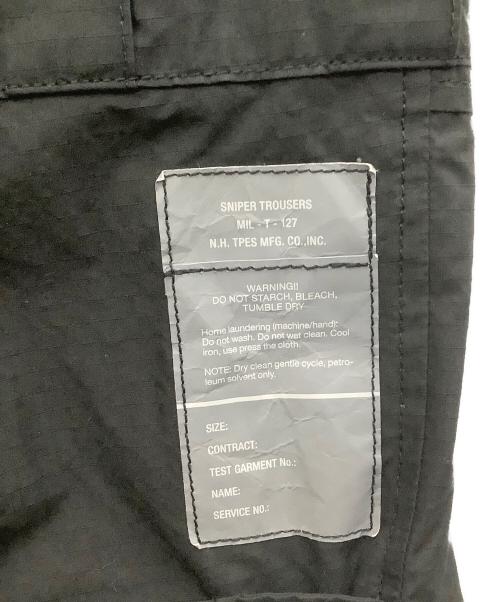 SNIPER TROUSERS
MIL - T - 127
N.H. TPES MFG. CO.,INC.
WARNING!!
DO NOT STARCH, BLEACH,
TUMBLE DRY
Home laundering (machine/hand):
Do not wash. Do not wet clean. Cool
iron, use press the cloth.
NOTE: Dry clean gentle cycle, petro-
leum solvent only.
SIZE:
CONTRACT:
TEST GARMENT No.:
NAME:
SERVICE NO.: